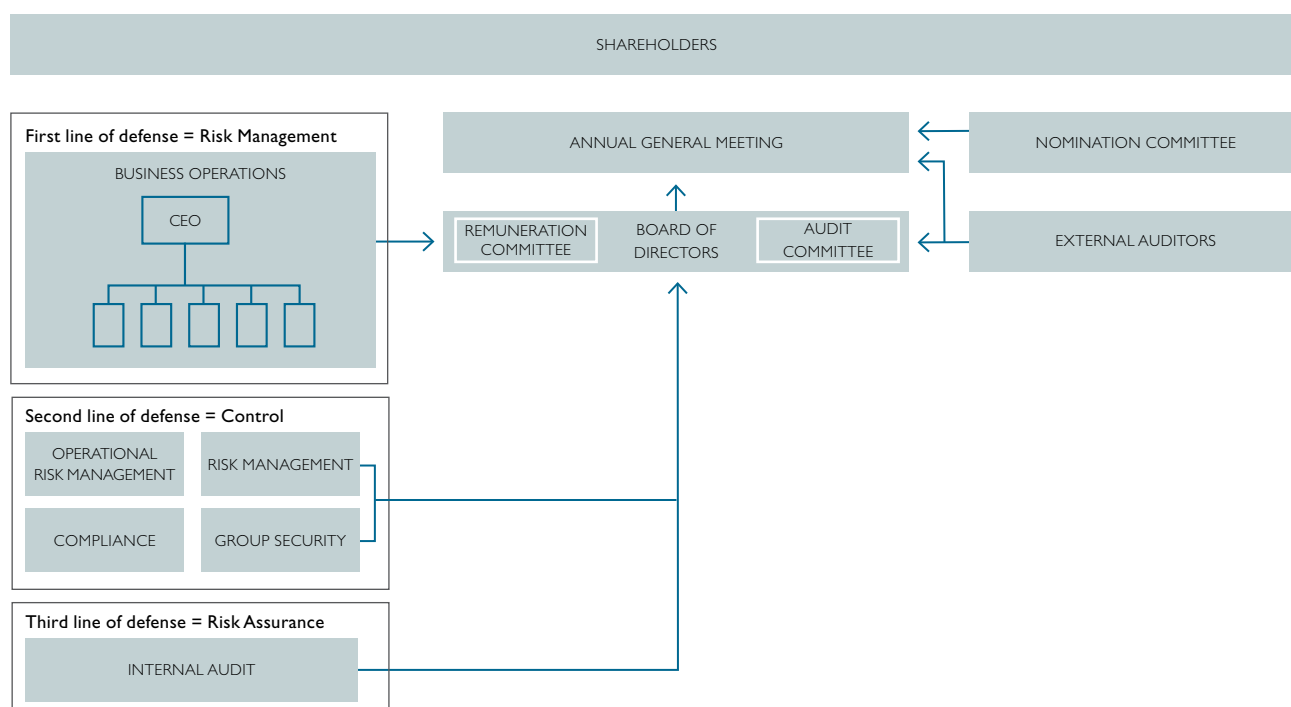 SHAREHOLDERS
First line of defense = Risk Management
BUSINESS OPERATIONS
CEO
ANNUAL GENERAL MEETING
NOMINATION COMMITTEE
REMUNERATION
COMMITTEE
BOARD OF
DIRECTORS
AUDIT
COMMITTEE
EXTERNAL AUDITORS
Second line of defense = Control
OPERATIONAL
RISK MANAGEMENT
RISK MANAGEMENT
COMPLIANCE
GROUP SECURITY
Third line of defense = Risk Assurance
INTERNAL AUDIT